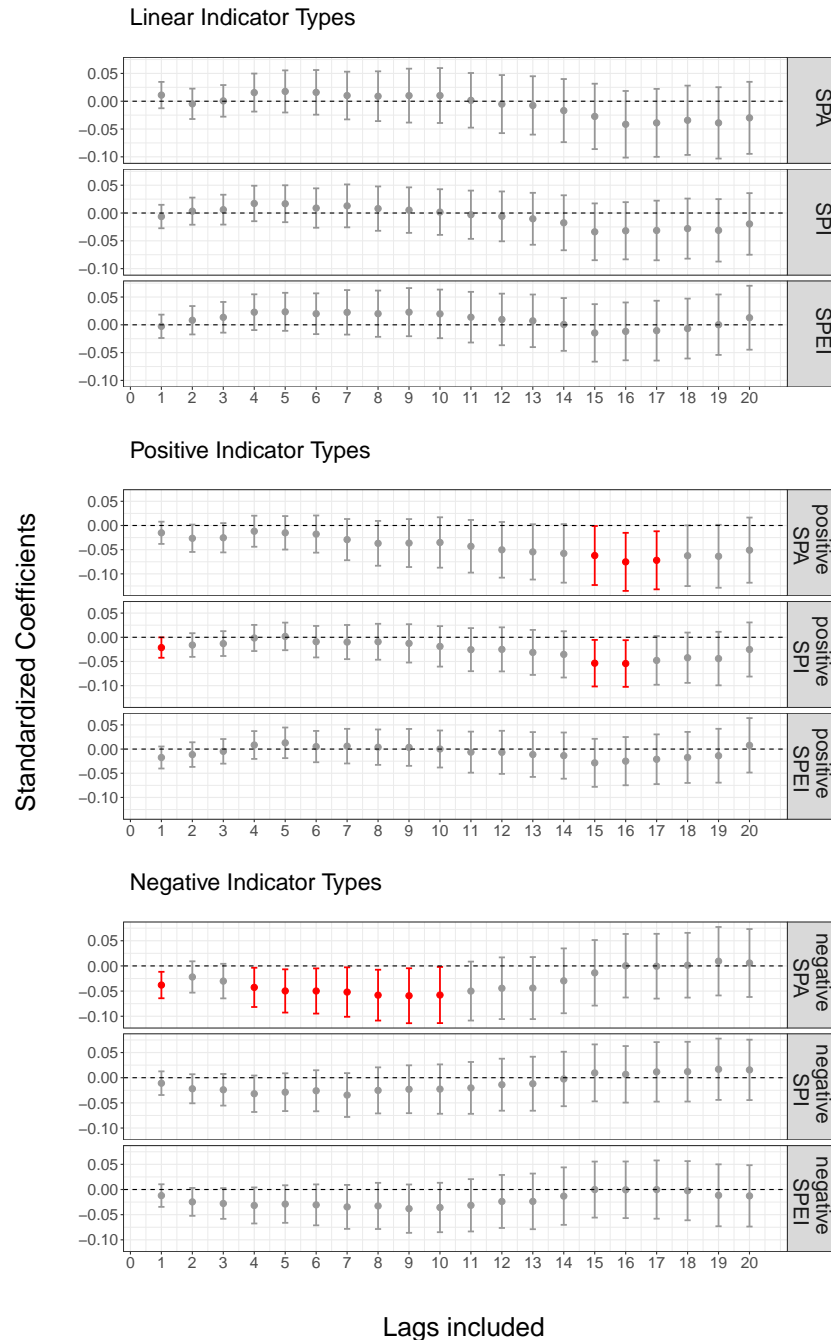 Linear Indicator Types
0.05
0.00
−0.05
−0.10
SPA
0.05
0.00
−0.05
−0.10
SPI
0.05
0.00
−0.05
−0.10
SPEI
0 1 2 3 4 5 6 7 8 9 10 11 12 13 14 15 16 17 18 19 20
Positive Indicator Types
Standardized Coefficients
0.05
0.00
−0.05
−0.10
positive
SPA
0.05
0.00
−0.05
−0.10
positive
SPI
0.05
0.00
−0.05
−0.10
positive
SPEI
0 1 2 3 4 5 6 7 8 9 10 11 12 13 14 15 16 17 18 19 20
Negative Indicator Types
0.05
0.00
−0.05
−0.10
negative
SPA
0.05
0.00
−0.05
−0.10
negative
SPI
0.05
0.00
−0.05
−0.10
negative
SPEI
0 1 2 3 4 5 6 7 8 9 10 11 12 13 14 15 16 17 18 19 20
Lags included